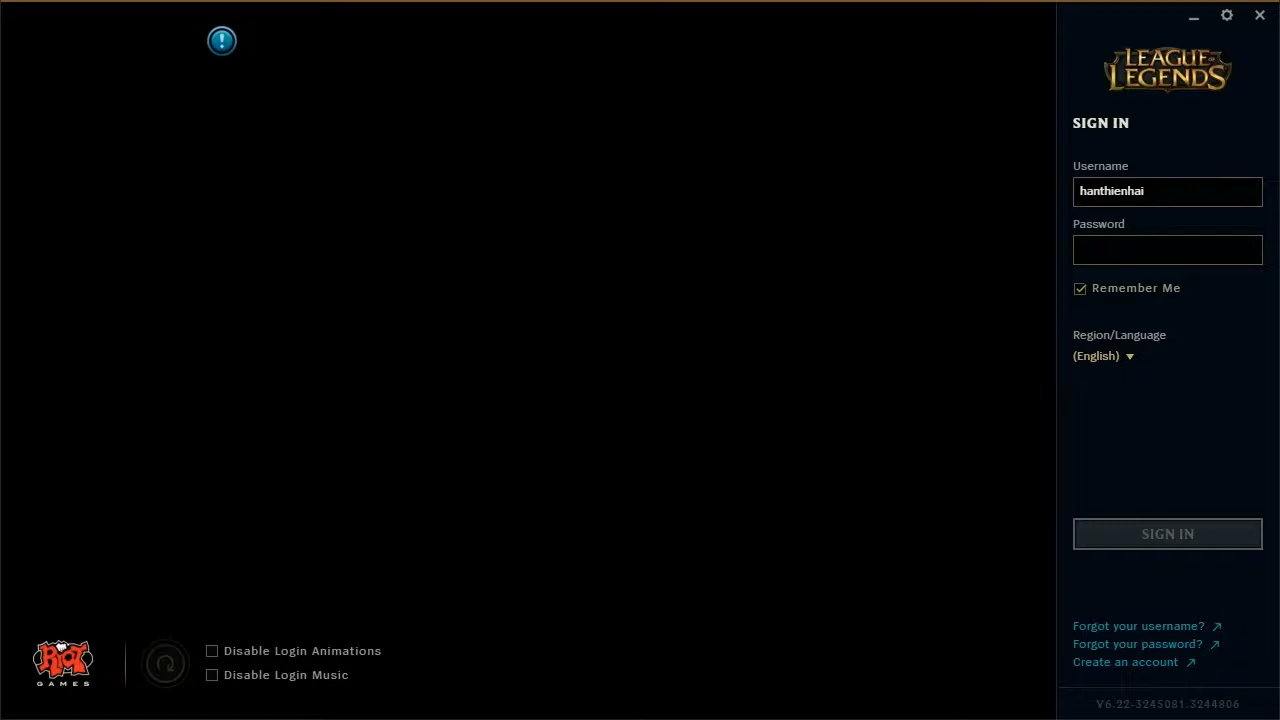 LEAGUE OF
LEGENDS
SIGN IN
Username
hanthienhai
Password
Remember Me
Region/Language
(English)
SIGN IN
Forgot your username?
Forgot your password?
Create an account
V6.22-3245081.3244806
RIOT
GAMES
Disable Login Animations
Disable Login Music